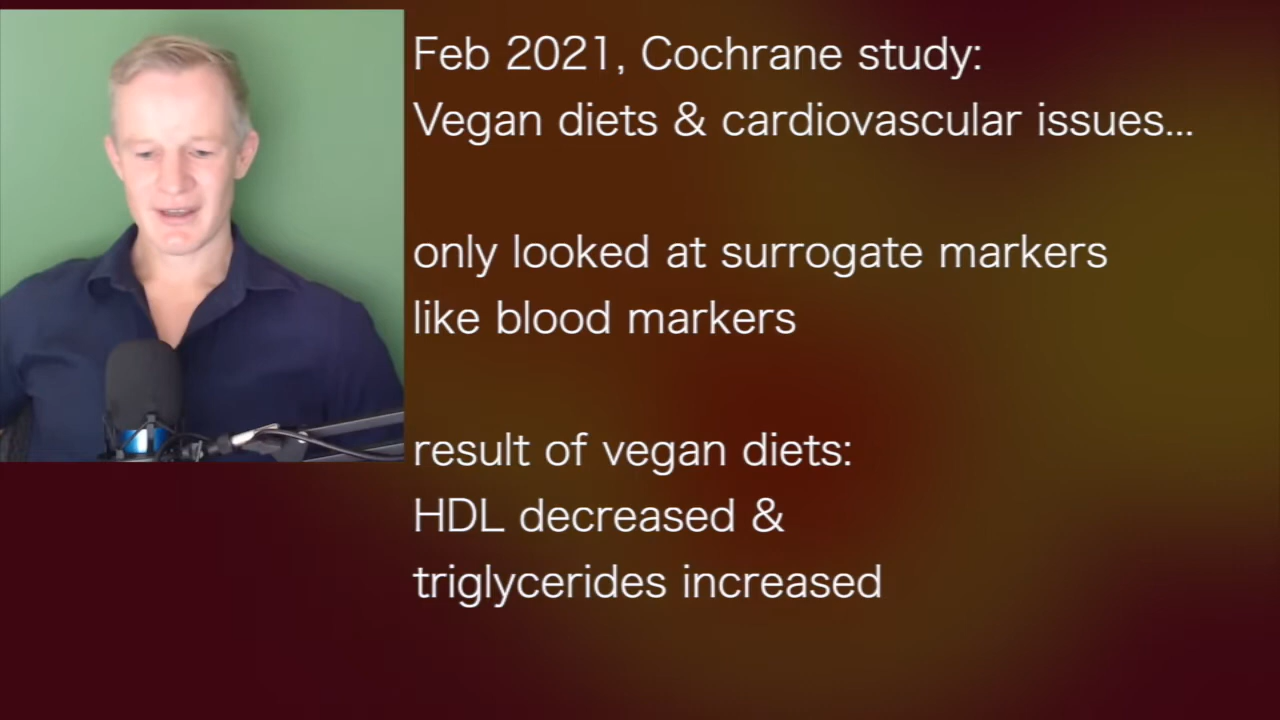 Feb 2021, Cochrane study:
Vegan diets & cardiovascular issues...
only looked at surrogate markers
like blood markers
result of vegan diets:
HDL decreased &
triglycerides increased